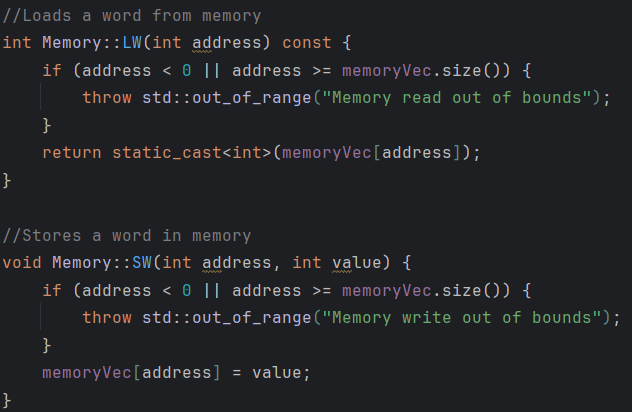 //Loads a word from memory
int Memory::LW(int address) const {
    if (address < 0 || address >= memoryVec.size()) {
        throw std::out_of_range("Memory read out of bounds");
    }
    return static_cast<int>(memoryVec[address]);
}

//Stores a word in memory
void Memory::SW(int address, int value) {
    if (address < 0 || address >= memoryVec.size()) {
        throw std::out_of_range("Memory write out of bounds");
    }
    memoryVec[address] = value;
}